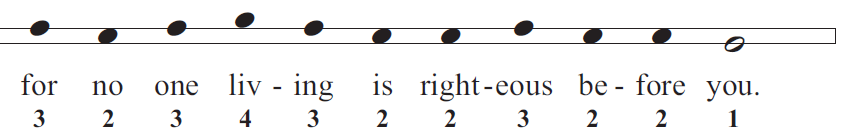 for no one liv - ing is right - eous be - fore you.
3 2 3 4 3 2 2 3 2 2 1